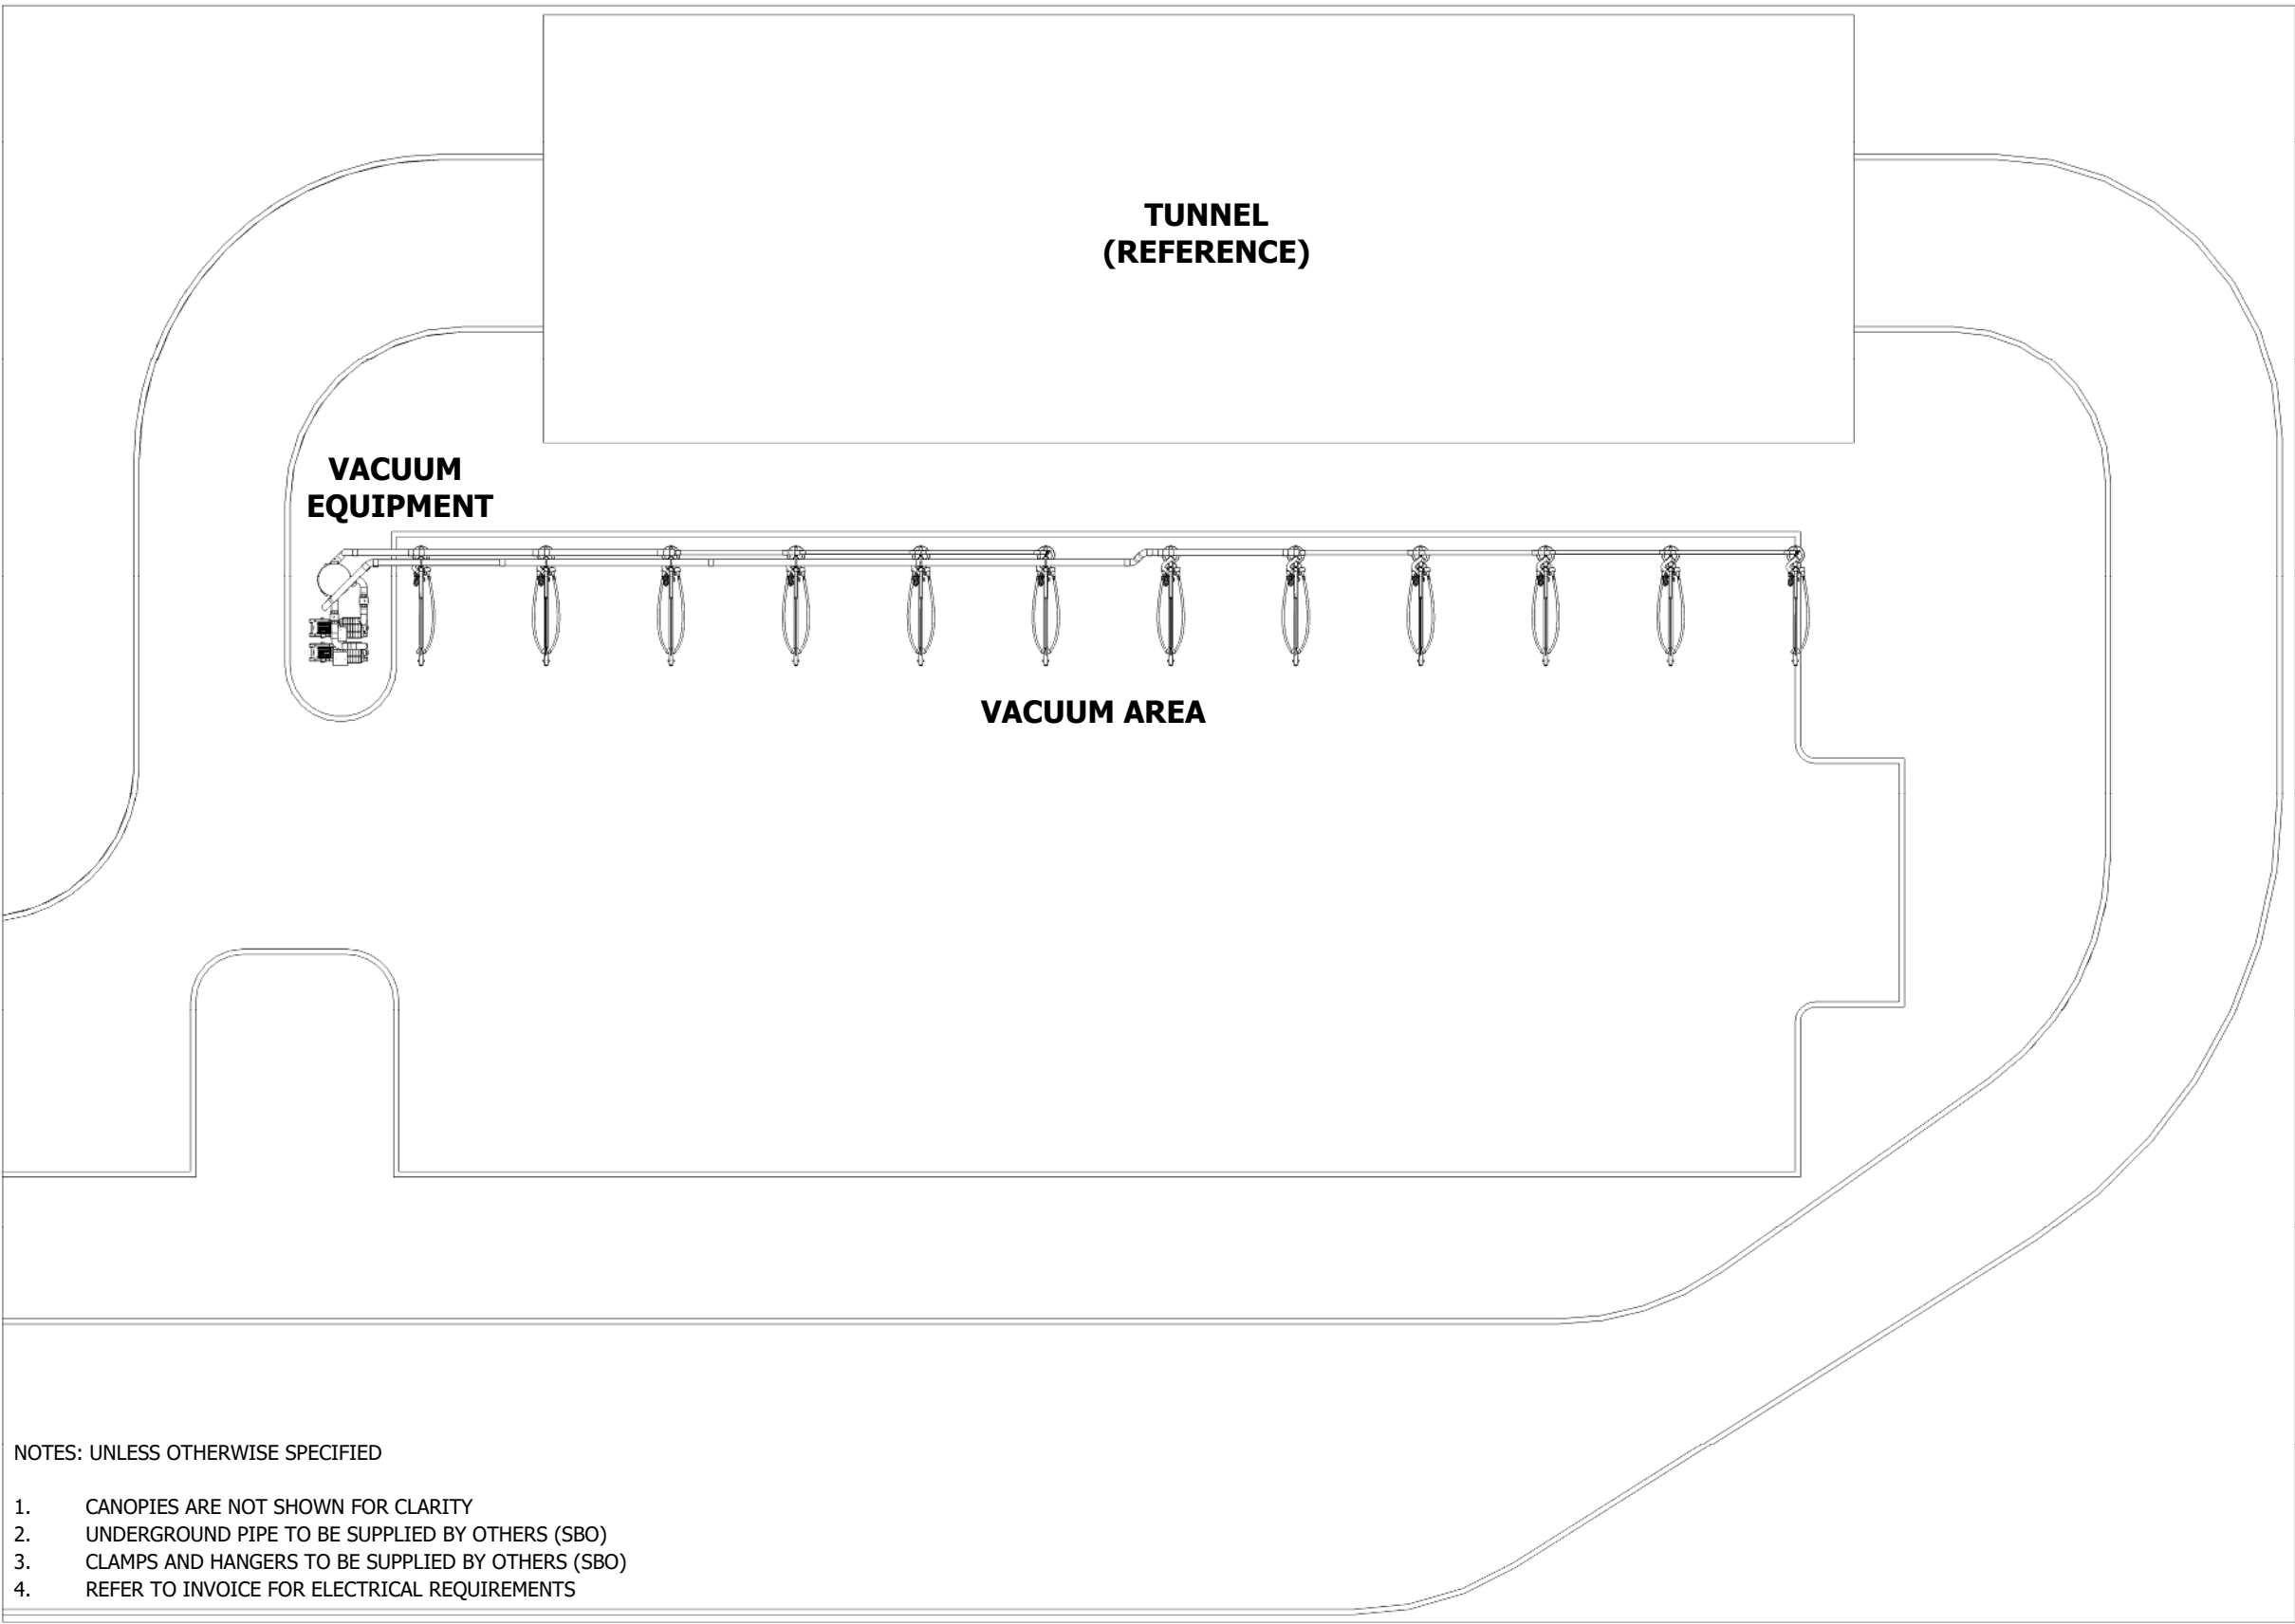 TUNNEL
(REFERENCE)
VACUUM
EQUIPMENT
VACUUM AREA
NOTES: UNLESS OTHERWISE SPECIFIED
1. CANOPIES ARE NOT SHOWN FOR CLARITY
2. UNDERGROUND PIPE TO BE SUPPLIED BY OTHERS (SBO)
3. CLAMPS AND HANGERS TO BE SUPPLIED BY OTHERS (SBO)
4. REFER TO INVOICE FOR ELECTRICAL REQUIREMENTS